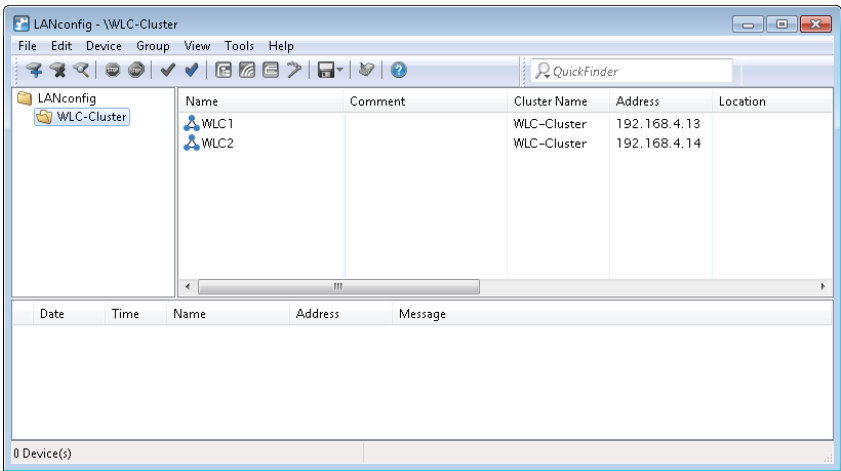 LANconfig - \WLC-Cluster
File Edit Device Group View Tools Help
QuickFinder
LANconfig
WLC-Cluster
Name Comment Cluster Name Address Location
WLC1 WLC-Cluster 192.168.4.13
WLC2 WLC-Cluster 192.168.4.14
Date Time Name Address Message
0 Device(s)